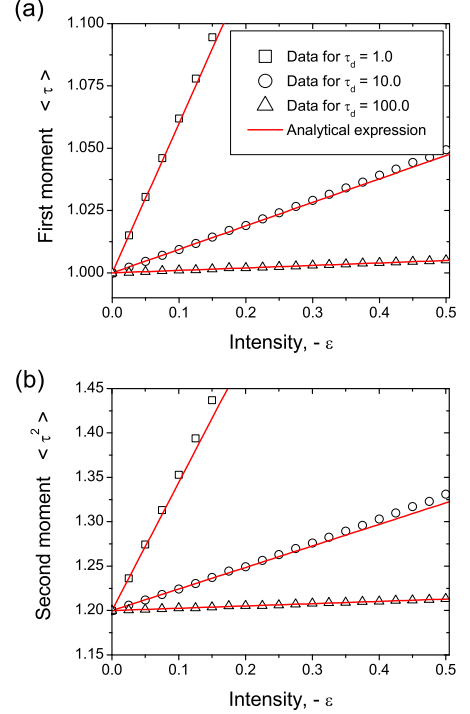 (a)
First moment < τ >
1.100
1.075
1.050
1.025
1.000
Data for τd = 1.0
Data for τd = 10.0
Data for τd = 100.0
Analytical expression
0.0 0.1 0.2 0.3 0.4 0.5
Intensity, - ε
(b)
Second moment < τ² >
1.45
1.40
1.35
1.30
1.25
1.20
1.15
0.0 0.1 0.2 0.3 0.4 0.5
Intensity, - ε